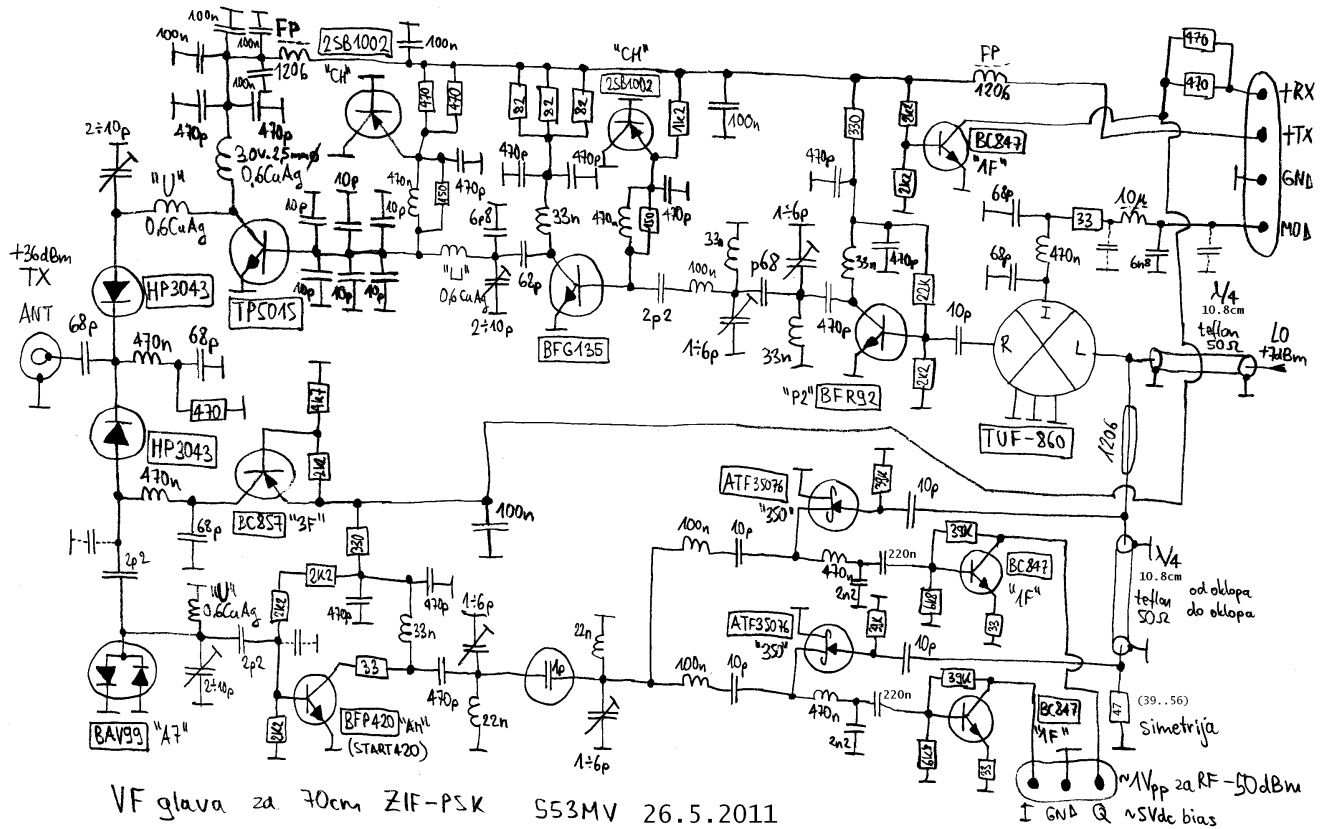 100n
100n
100n
100n
FP
1206
2SB1002
"CH"
100n
"CH"
2SB1002
FP
1206
470
470
+RX
+TX
GND
MOD
470p
470p
2÷10p
3.0v-2,5mmø
0,6CuAg
"U"
0,6CuAg
470
470
82
82
82
1k2
100n
330
2k2
2k2
BC847
"1F"
470n
150
470p
470p
470p
33n
470n
150
470p
470p
10p
10p
10p
10p
10p
10p
6p8
"U"
0,6CuAg
2÷10p
62p
TP5015
BFG135
2p2
33n
100n
1÷6p
p68
1÷6p
33n
470p
33n
470p
22k
2k2
10p
"P2"
BFR92
68p
68p
470n
33
10μ
6n8
R
I
L
TUF-860
λ/4
10.8cm
teflon
50Ω
LO
+7dBm
1206
+36dBm
TX
ANT
HP3043
68p
470n
68p
470
HP3043
470n
68p
4k7
2k2
BC857
"3F"
100n
330
2k2
2k2
2k2
2p2
"U"
0,6CuAg
2÷10p
2p2
BAV99
"A7"
470p
470p
33n
33
470p
BFP420
"AM"
(START420)
1÷6p
22n
1p
22n
1÷6p
100n
10p
ATF35076
"350"
39k
10p
470n
2n2
220n
39K
6k8
BC847
"1F"
33
100n
10p
ATF35076
"350"
39k
10p
470n
2n2
220n
39K
6k8
BC847
"1F"
33
λ/4
10.8cm
teflon
50Ω
od oklopa
do oklopa
47
(39..56)
simetrija
I GND Q
~1Vpp za RF -50dBm
~5Vdc bias
VF glava za 70cm ZIF-PSK S53MV 26.5.2011